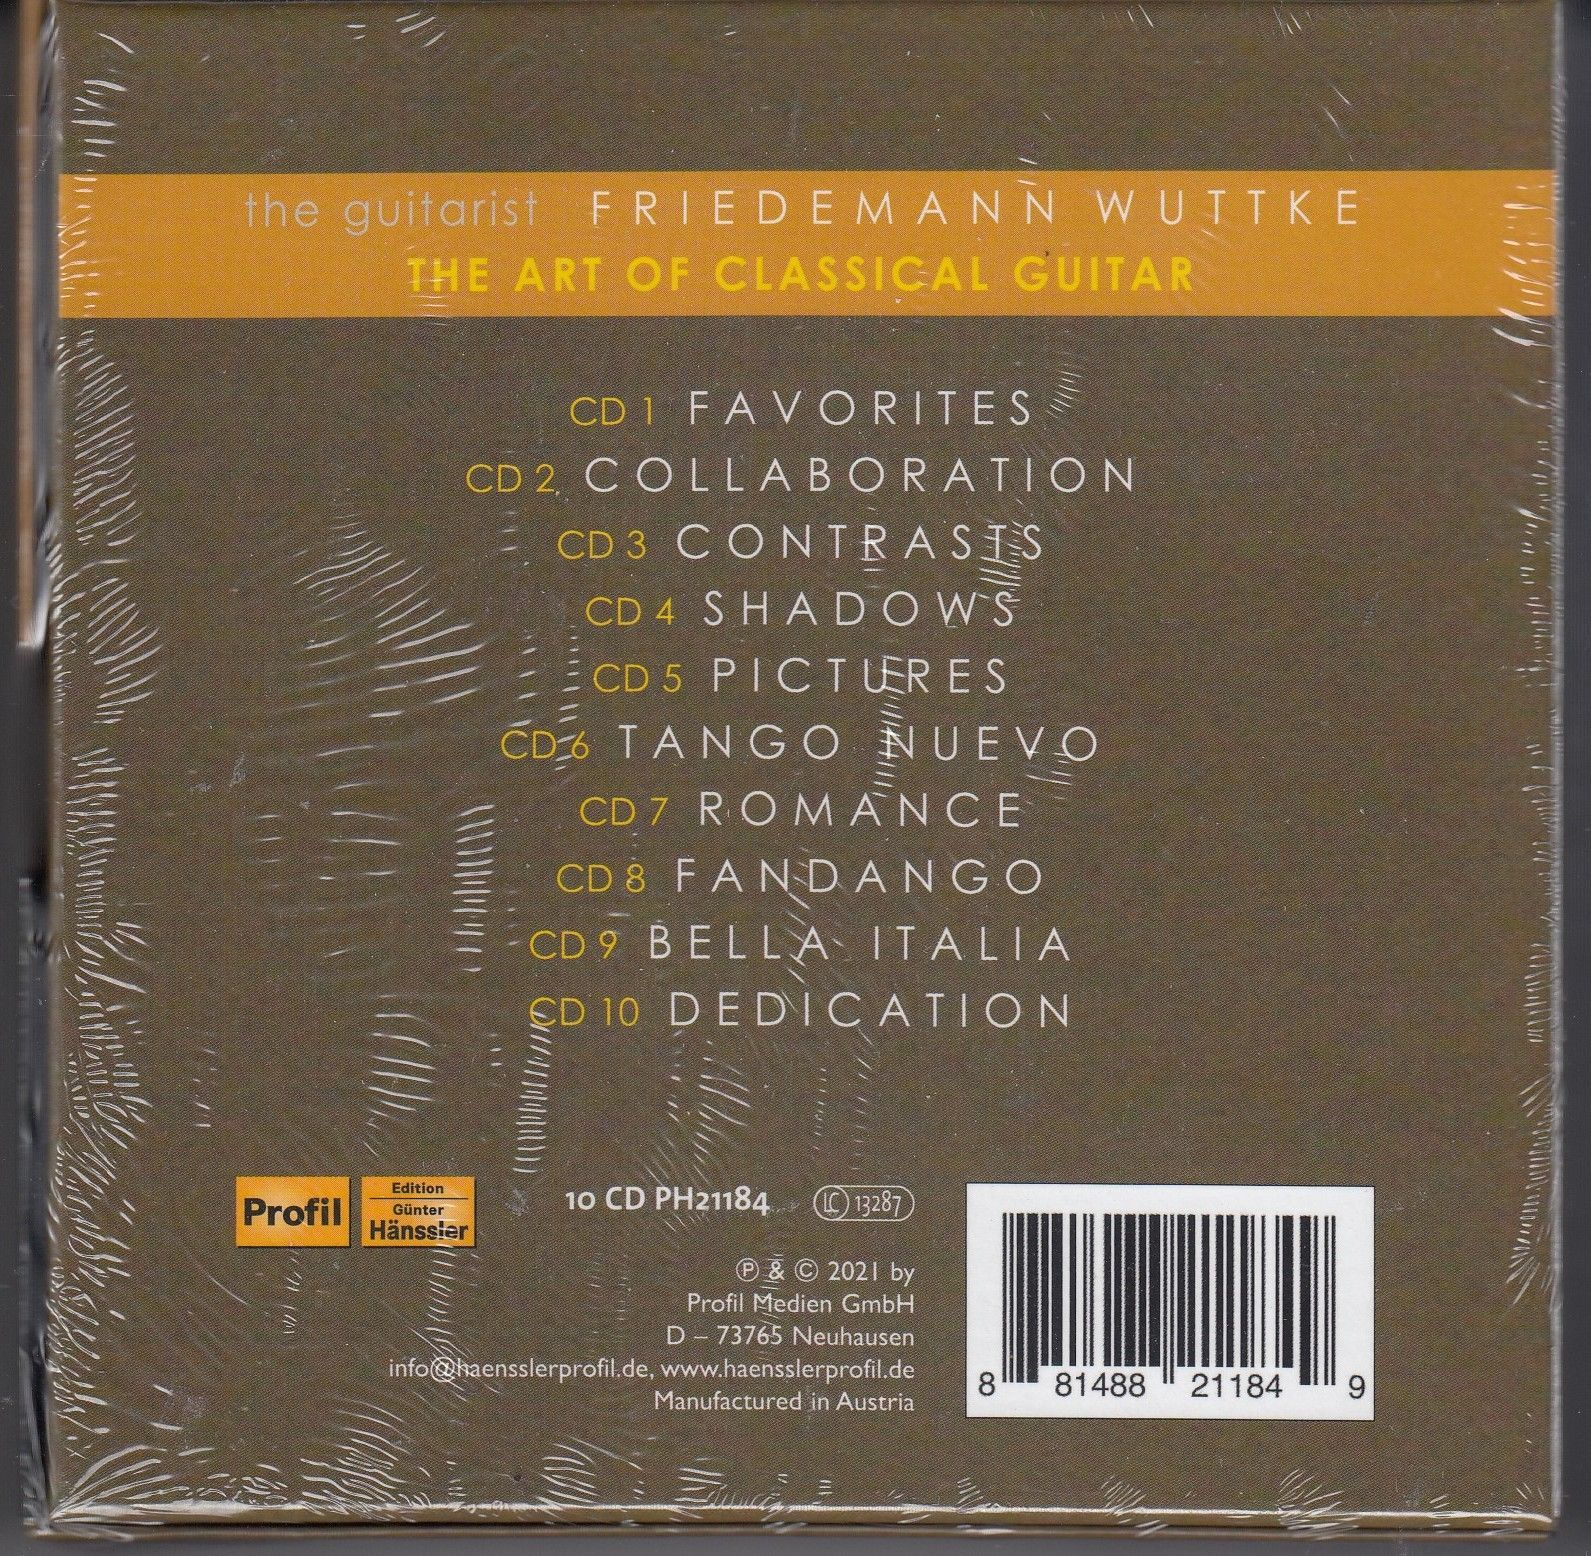 the guitarist FRIEDEMANN WUTTKE
THE ART OF CLASSICAL GUITAR
CD 1 FAVORITES
CD 2 COLLABORATION
CD 3 CONTRASTS
CD 4 SHADOWS
CD 5 PICTURES
CD 6 TANGO NUEVO
CD 7 ROMANCE
CD 8 FANDANGO
CD 9 BELLA ITALIA
CD 10 DEDICATION
Profil
Edition
Günter
Hänssler
10 CD PH21184
LC 13287
℗ & © 2021 by
Profil Medien GmbH
D – 73765 Neuhausen
info@haensslerprofil.de, www.haensslerprofil.de
Manufactured in Austria
8 81488 21184 9